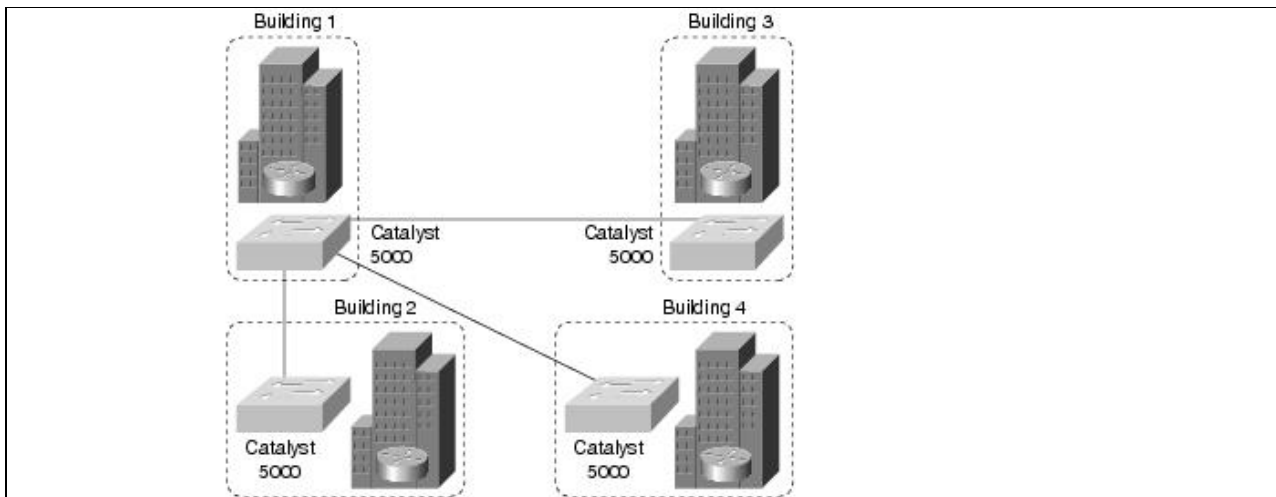 Building 1
Building 3
Catalyst
5000
Catalyst
5000
Building 2
Building 4
Catalyst
5000
Catalyst
5000